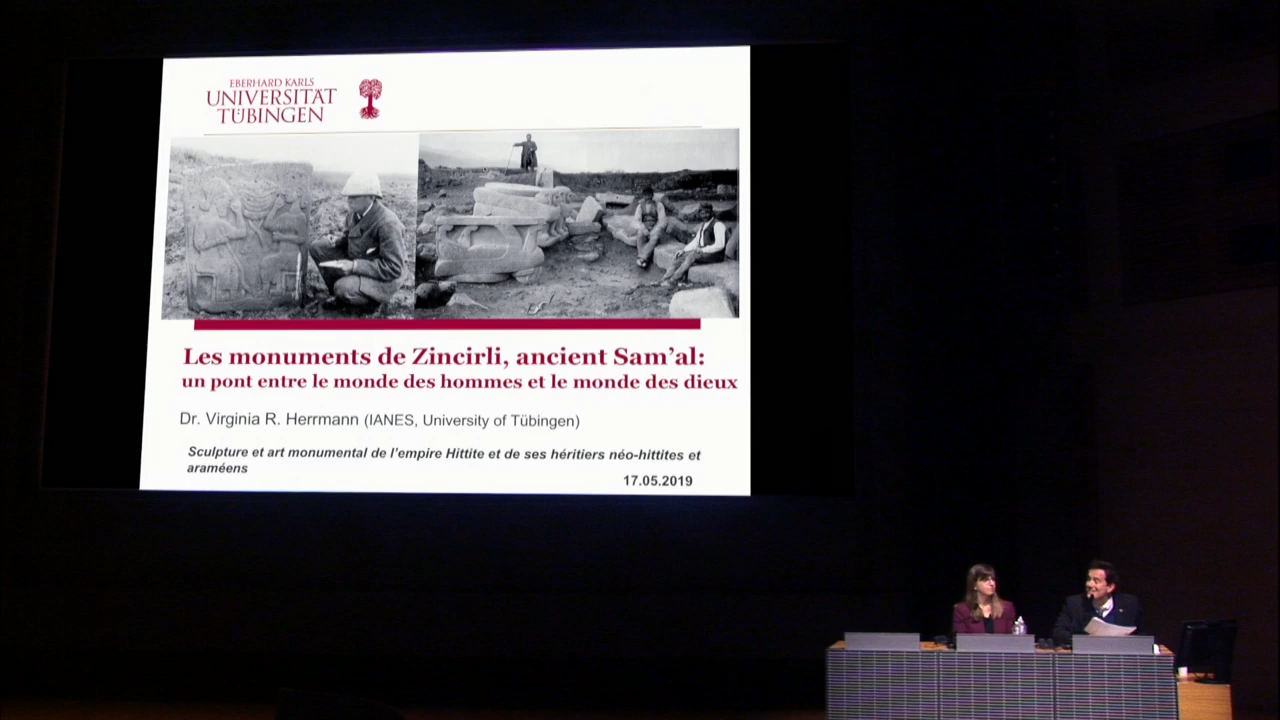 EBERHARD KARLS
UNIVERSITÄT
TÜBINGEN
Les monuments de Zincirli, ancient Sam’al:
un pont entre le monde des hommes et le monde des dieux
Dr. Virginia R. Herrmann (IANES, University of Tübingen)
Sculpture et art monumental de l’empire Hittite et de ses héritiers néo-hittites et
araméens
17.05.2019